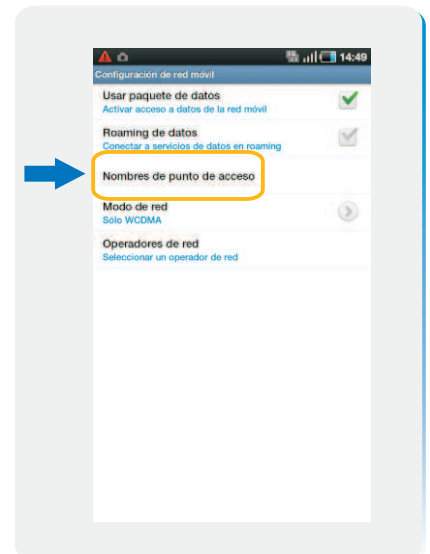 14:49
Configuración de red móvil
Usar paquete de datos
Activar acceso a datos de la red móvil
Roaming de datos
Conectar a servicios de datos en roaming
Nombres de punto de acceso
Modo de red
Sólo WCDMA
Operadores de red
Seleccionar un operador de red